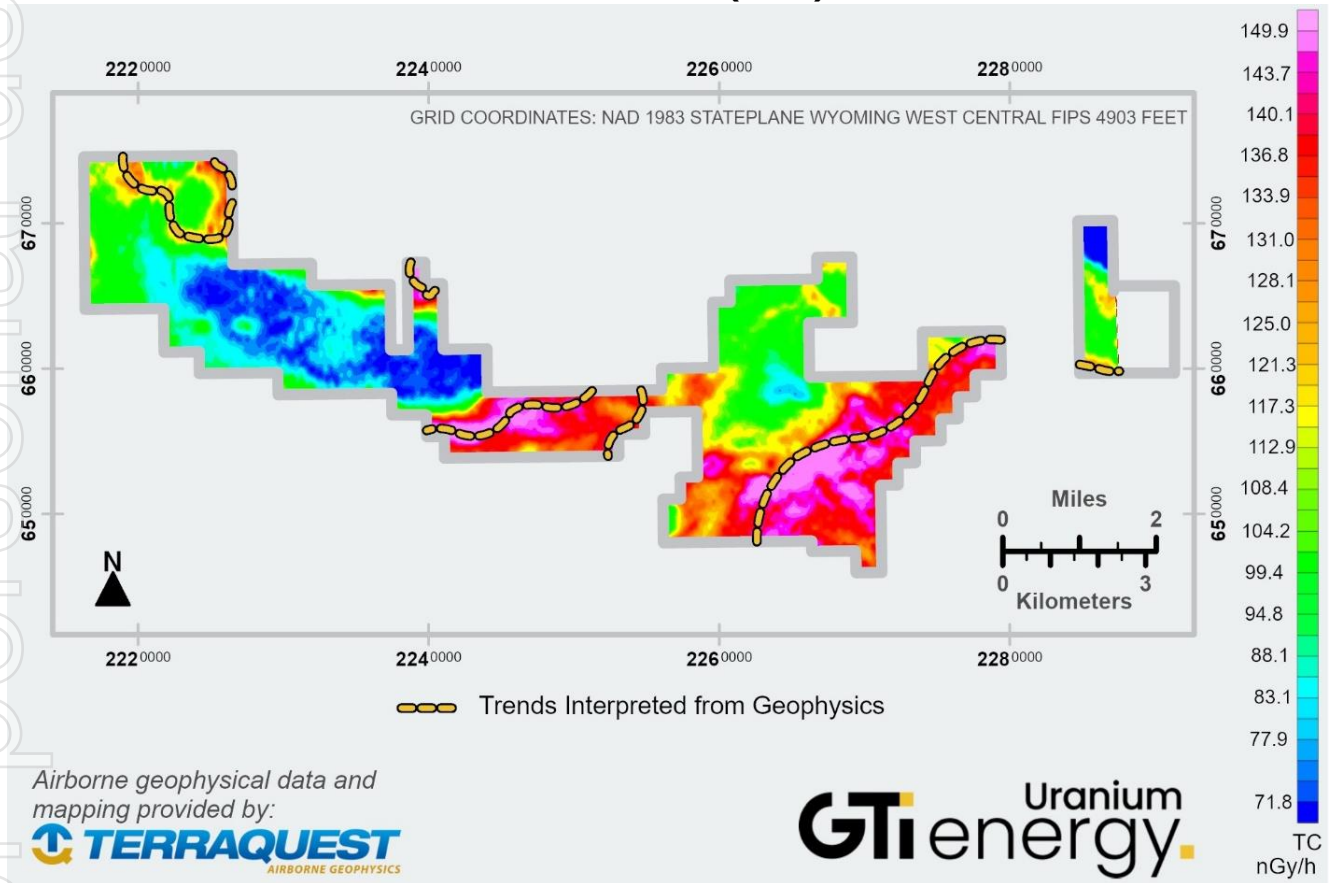 222⁰⁰⁰⁰ 224⁰⁰⁰⁰ 226⁰⁰⁰⁰ 228⁰⁰⁰⁰
GRID COORDINATES: NAD 1983 STATEPLANE WYOMING WEST CENTRAL FIPS 4903 FEET
67⁰⁰⁰⁰
66⁰⁰⁰⁰
65⁰⁰⁰⁰
67⁰⁰⁰⁰
66⁰⁰⁰⁰
65⁰⁰⁰⁰
N
Miles
0 2
0 3
Kilometers
222⁰⁰⁰⁰ 224⁰⁰⁰⁰ 226⁰⁰⁰⁰ 228⁰⁰⁰⁰
Trends Interpreted from Geophysics
149.9
143.7
140.1
136.8
133.9
131.0
128.1
125.0
121.3
117.3
112.9
108.4
104.2
99.4
94.8
88.1
83.1
77.9
71.8
TC
nGy/h
Airborne geophysical data and
mapping provided by:
TERRAQUEST
AIRBORNE GEOPHYSICS
Uranium
GTi energy.